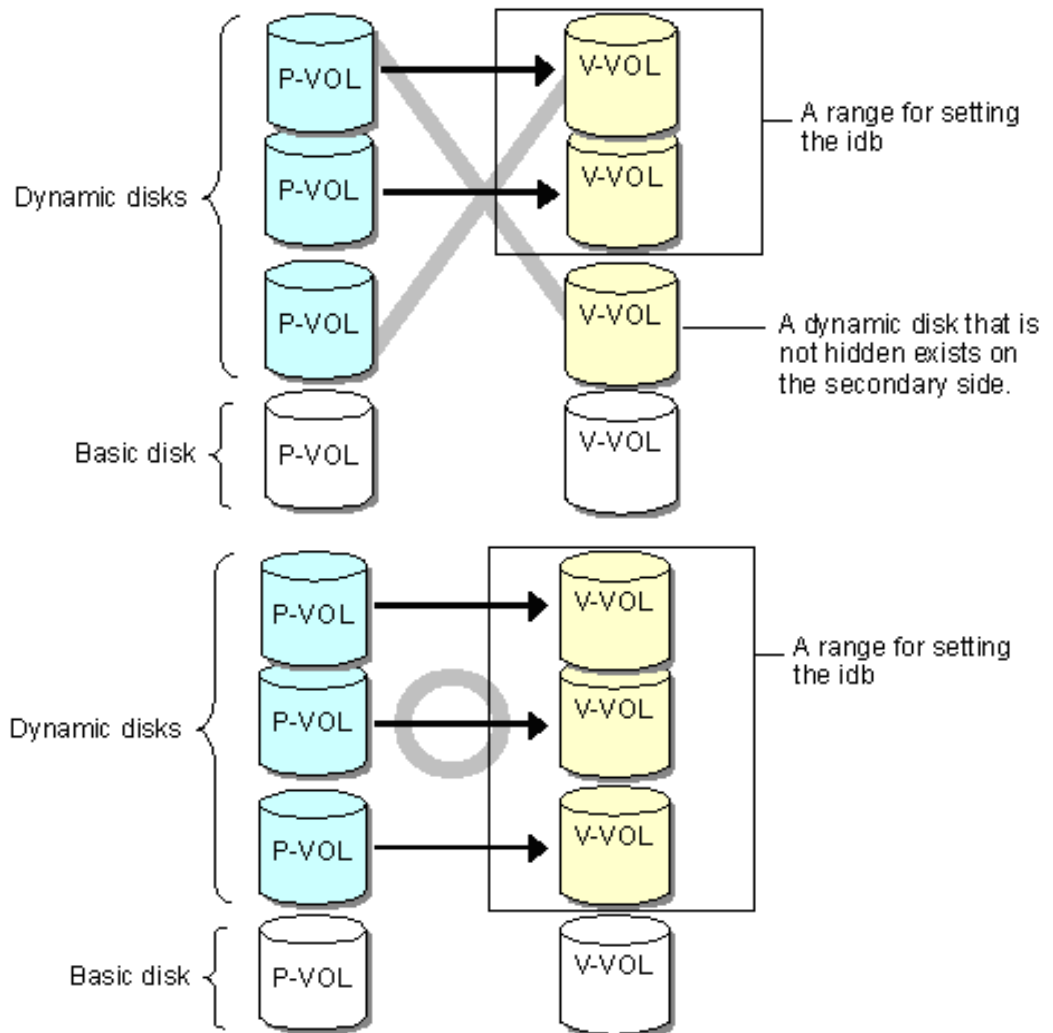 P-VOL
V-VOL
A range for setting
the idb
P-VOL
V-VOL
Dynamic disks
P-VOL
V-VOL
A dynamic disk that is
not hidden exists on
the secondary side.
Basic disk
P-VOL
V-VOL
P-VOL
V-VOL
A range for setting
the idb
Dynamic disks
P-VOL
V-VOL
P-VOL
V-VOL
Basic disk
P-VOL
V-VOL